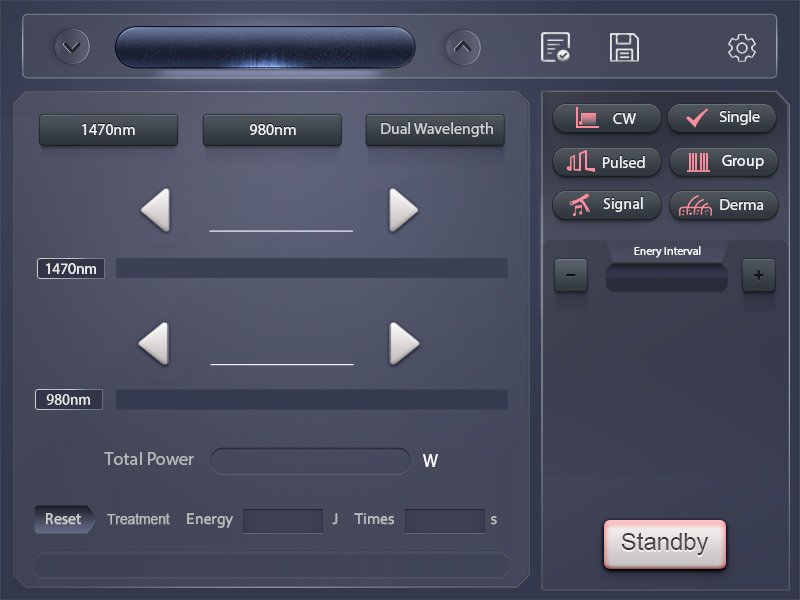 1470nm
980nm
Dual Wavelength
CW
Single
Pulsed
Group
Signal
Derma
Enery Interval
−
+
1470nm
980nm
Total Power
W
Reset
Treatment
Energy
J
Times
s
Standby